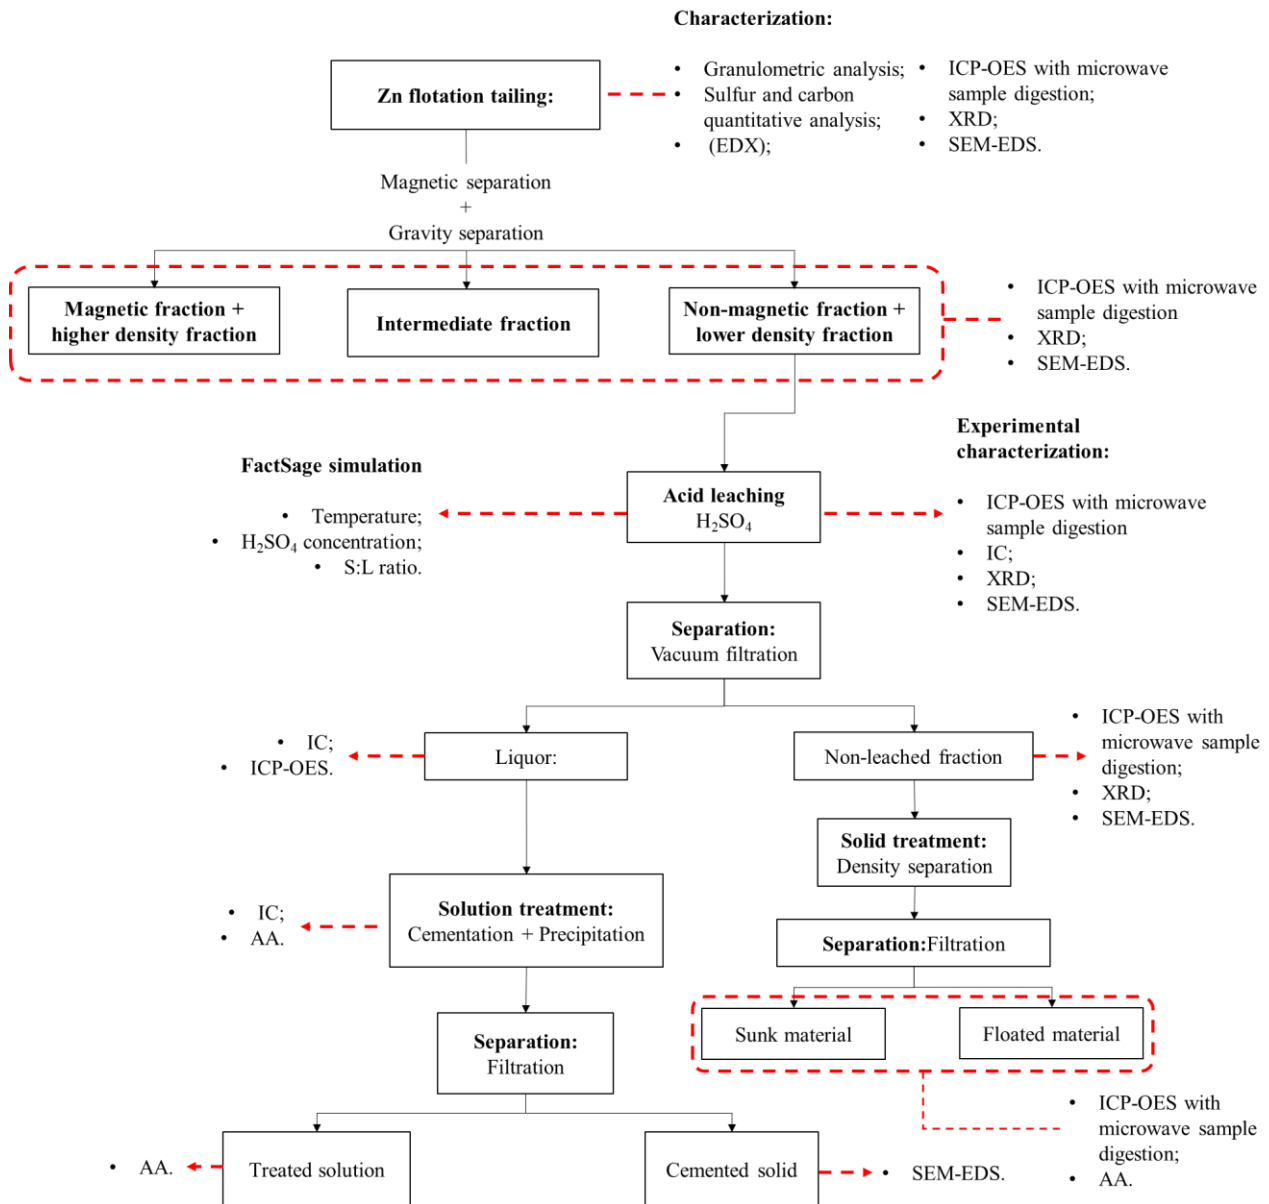 Characterization:
Zn flotation tailing:
• Granulometric analysis;
• Sulfur and carbon
quantitative analysis;
• (EDX);
• ICP-OES with microwave
sample digestion;
• XRD;
• SEM-EDS.
Magnetic separation
+
Gravity separation
Magnetic fraction +
higher density fraction
Intermediate fraction
Non-magnetic fraction +
lower density fraction
• ICP-OES with microwave
sample digestion
• XRD;
• SEM-EDS.
FactSage simulation
• Temperature;
• H₂SO₄ concentration;
• S:L ratio.
Acid leaching
H₂SO₄
Experimental
characterization:
• ICP-OES with microwave
sample digestion
• IC;
• XRD;
• SEM-EDS.
Separation:
Vacuum filtration
• IC;
• ICP-OES.
Liquor:
Non-leached fraction
• ICP-OES with
microwave sample
digestion;
• XRD;
• SEM-EDS.
Solid treatment:
Density separation
• IC;
• AA.
Solution treatment:
Cementation + Precipitation
Separation:Filtration
Sunk material
Floated material
Separation:
Filtration
• ICP-OES with
microwave sample
digestion;
• AA.
• AA.
Treated solution
Cemented solid
• SEM-EDS.